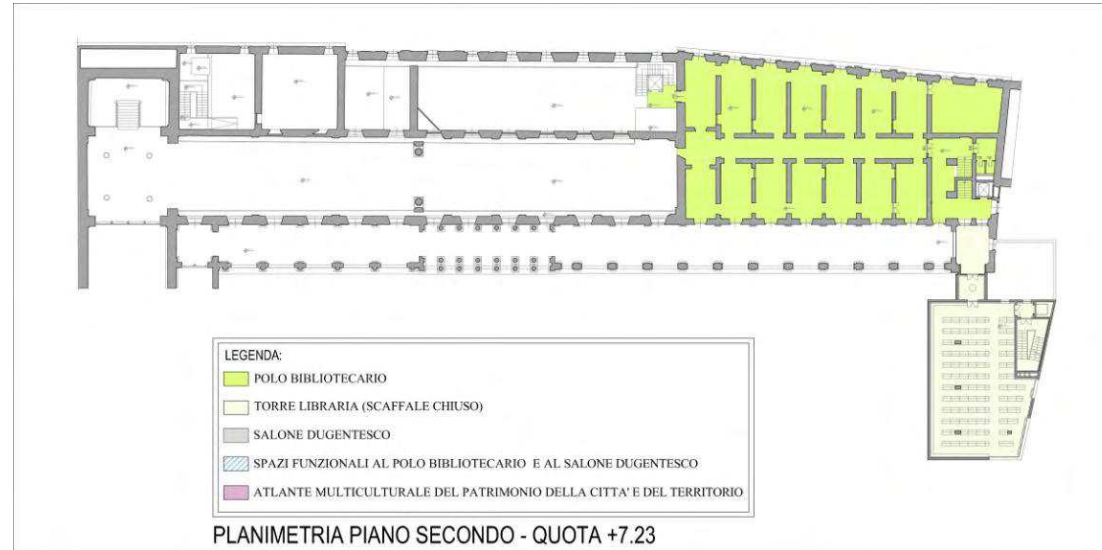 LEGENDA:
POLO BIBLIOTECARIO
TORRE LIBRARIA (SCAFFALE CHIUSO)
SALONE DUGENTESCO
SPAZI FUNZIONALI AL POLO BIBLIOTECARIO E AL SALONE DUGENTESCO
ATLANTE MULTICULTURALE DEL PATRIMONIO DELLA CITTA' E DEL TERRITORIO
PLANIMETRIA PIANO SECONDO - QUOTA +7.23